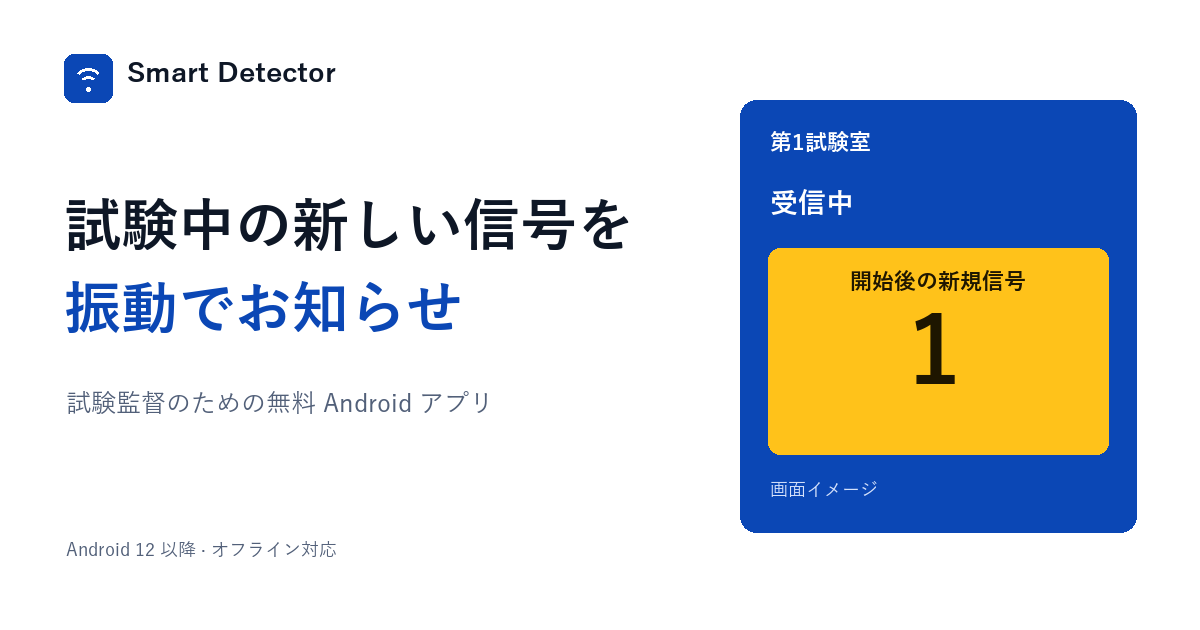 Smart Detector
試験中の新しい信号を
振動でお知らせ
試験監督のための無料 Android アプリ
Android 12 以降 · オフライン対応
第1試験室
受信中
開始後の新規信号
1
画面イメージ